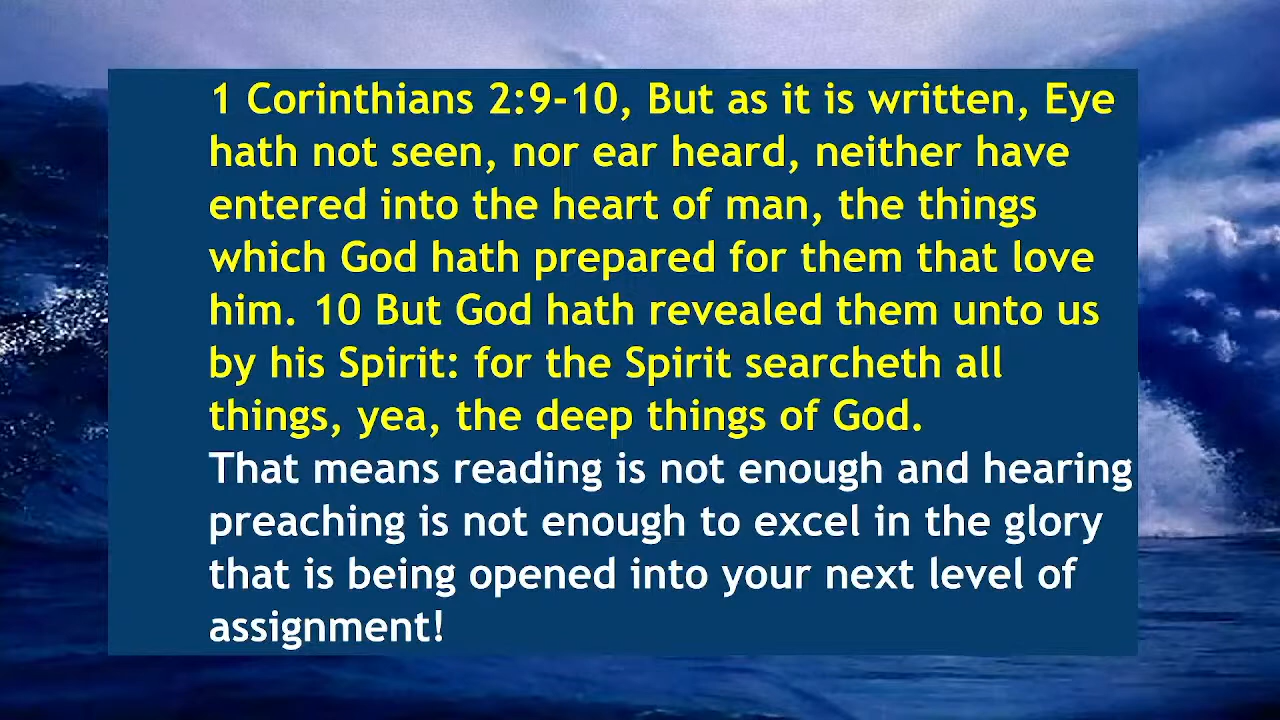 1 Corinthians 2:9-10, But as it is written, Eye
hath not seen, nor ear heard, neither have
entered into the heart of man, the things
which God hath prepared for them that love
him. 10 But God hath revealed them unto us
by his Spirit: for the Spirit searcheth all
things, yea, the deep things of God.
That means reading is not enough and hearing
preaching is not enough to excel in the glory
that is being opened into your next level of
assignment!